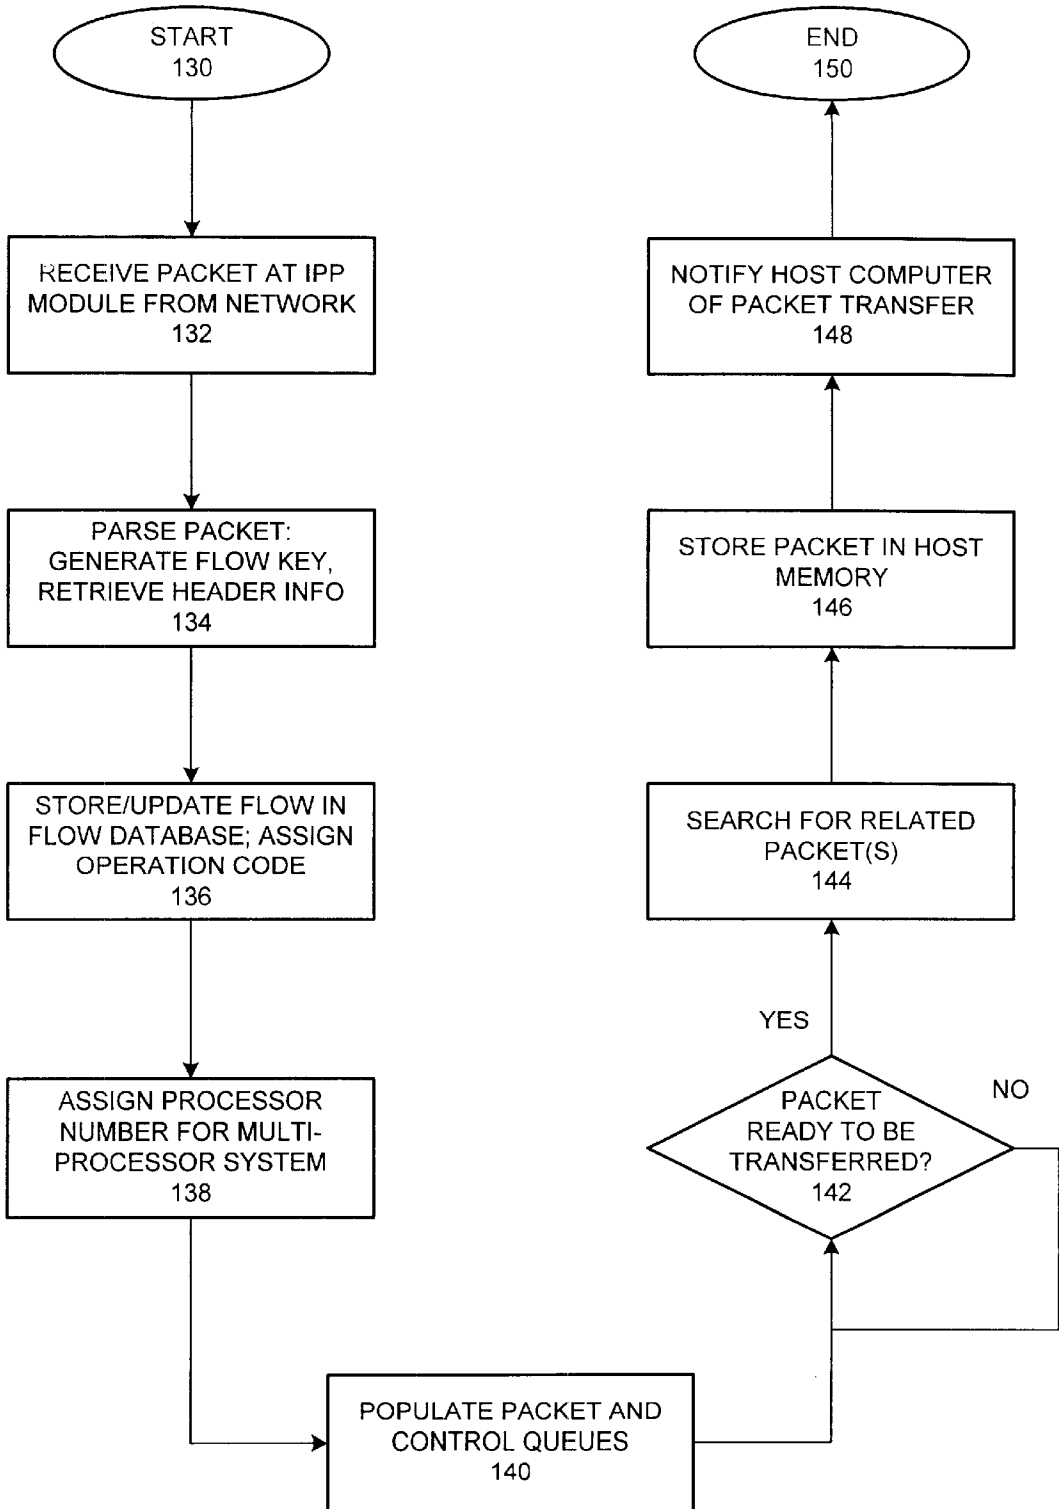 START
130
RECEIVE PACKET AT IPP
MODULE FROM NETWORK
132
PARSE PACKET:
GENERATE FLOW KEY,
RETRIEVE HEADER INFO
134
STORE/UPDATE FLOW IN
FLOW DATABASE; ASSIGN
OPERATION CODE
136
ASSIGN PROCESSOR
NUMBER FOR MULTI-
PROCESSOR SYSTEM
138
POPULATE PACKET AND
CONTROL QUEUES
140
PACKET
READY TO BE
TRANSFERRED?
142
NO
YES
SEARCH FOR RELATED
PACKET(S)
144
STORE PACKET IN HOST
MEMORY
146
NOTIFY HOST COMPUTER
OF PACKET TRANSFER
148
END
150